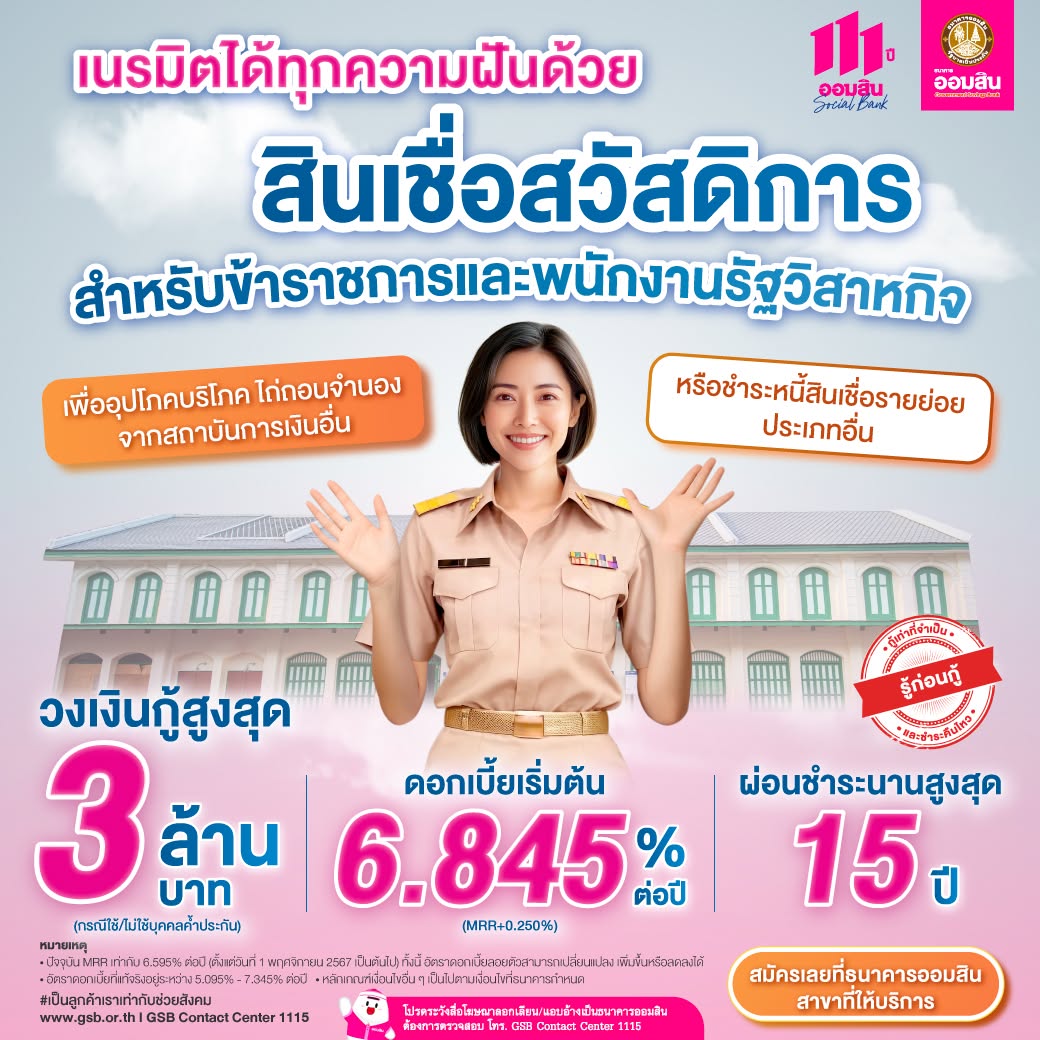 เนรมิตได้ทุกความฝันด้วย
111 ปี
ออมสิน
Social Bank
ธนาคารออมสิน
ธนาคาร
ออมสิน
Government Savings Bank
สินเชื่อสวัสดิการ
สำหรับข้าราชการและพนักงานรัฐวิสาหกิจ
เพื่ออุปโภคบริโภค ไถ่ถอนจำนอง
จากสถาบันการเงินอื่น
หรือชำระหนี้สินเชื่อรายย่อย
ประเภทอื่น
• กู้เท่าที่จำเป็น •
รู้ก่อนกู้
• และชำระคืนไหว •
วงเงินกู้สูงสุด
3 ล้าน
บาท
(กรณีใช้/ไม่ใช้บุคคลค้ำประกัน)
ดอกเบี้ยเริ่มต้น
6.845 %
ต่อปี
(MRR+0.250%)
ผ่อนชำระนานสูงสุด
15 ปี
หมายเหตุ
• ปัจจุบัน MRR เท่ากับ 6.595% ต่อปี (ตั้งแต่วันที่ 1 พฤศจิกายน 2567 เป็นต้นไป) ทั้งนี้ อัตราดอกเบี้ยลอยตัวสามารถเปลี่ยนแปลง เพิ่มขึ้นหรือลดลงได้
• อัตราดอกเบี้ยที่แท้จริงอยู่ระหว่าง 5.095% - 7.345% ต่อปี • หลักเกณฑ์เงื่อนไขอื่น ๆ เป็นไปตามเงื่อนไขที่ธนาคารกำหนด
#เป็นลูกค้าเราเท่ากับช่วยสังคม
www.gsb.or.th | GSB Contact Center 1115
โปรดระวังสื่อโฆษณาลอกเลียน/แอบอ้างเป็นธนาคารออมสิน
ต้องการตรวจสอบ โทร. GSB Contact Center 1115
สมัครเลยที่ธนาคารออมสิน
สาขาที่ให้บริการ